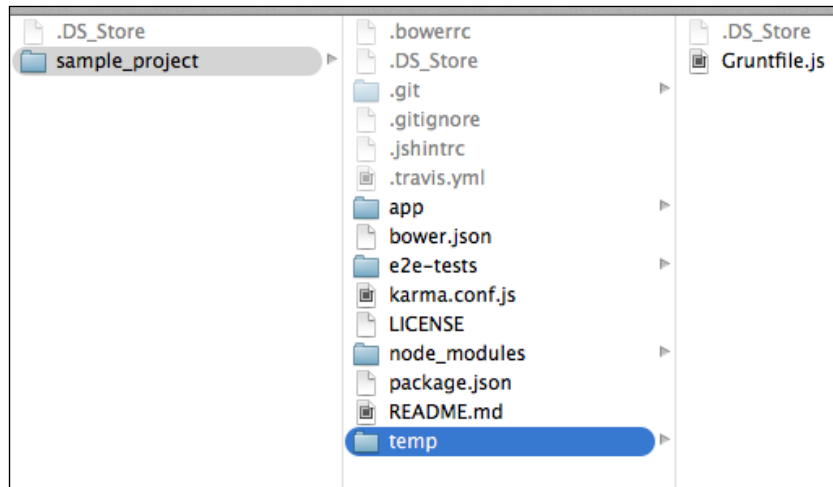 .DS_Store
sample_project
.bowerrc
.DS_Store
.git
.gitignore
.jshintrc
.travis.yml
app
bower.json
e2e-tests
karma.conf.js
LICENSE
node_modules
package.json
README.md
temp
.DS_Store
Gruntfile.js